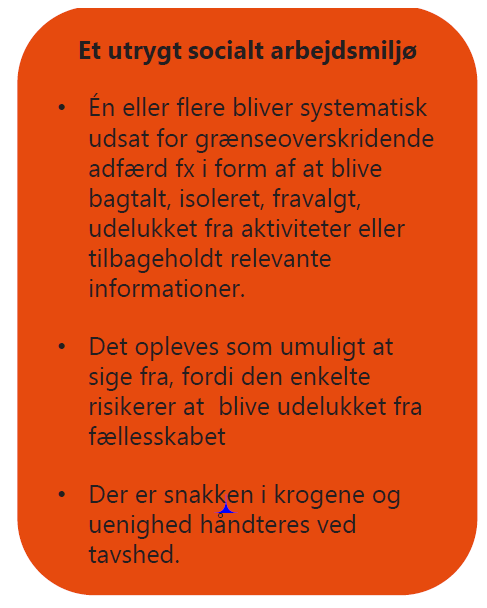 Et utrygt socialt arbejdsmiljø
• Én eller flere bliver systematisk
udsat for grænseoverskridende
adfærd fx i form af at blive
bagtalt, isoleret, fravalgt,
udelukket fra aktiviteter eller
tilbageholdt relevante
informationer.
• Det opleves som umuligt at
sige fra, fordi den enkelte
risikerer at  blive udelukket fra
fællesskabet
• Der er snakken i krogene og
uenighed håndteres ved
tavshed.